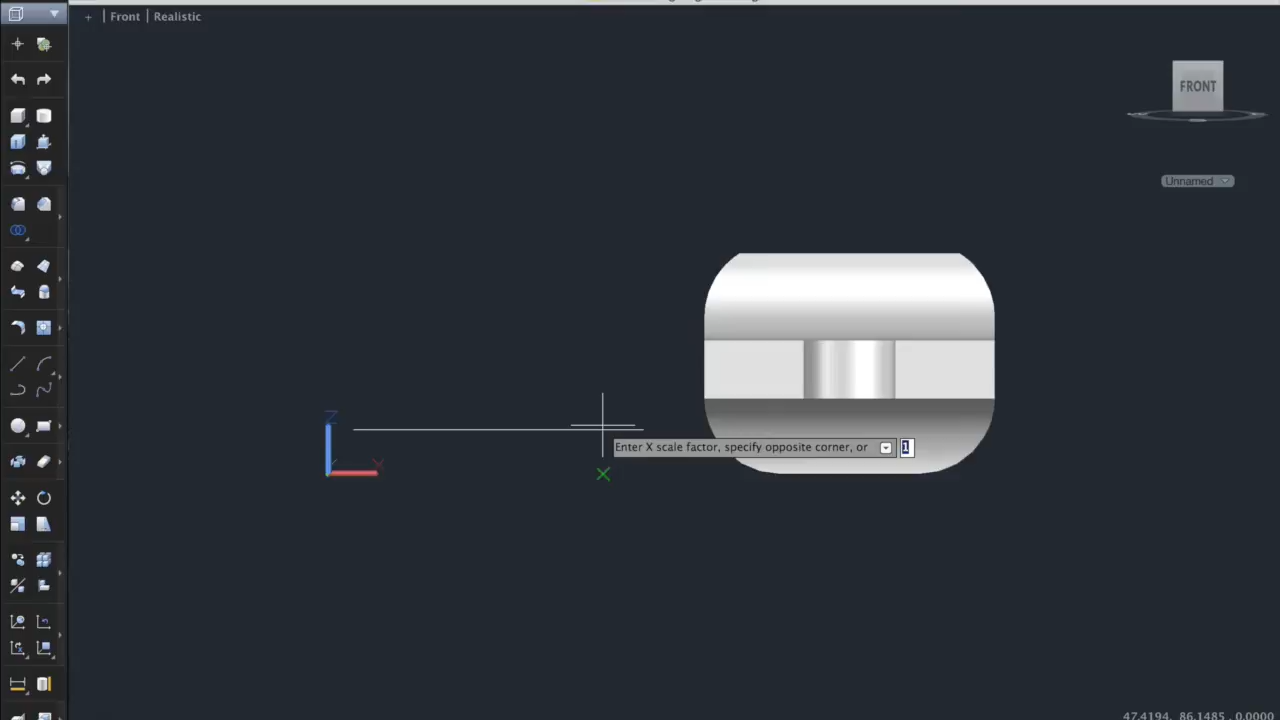 + | Front | Realistic
FRONT
Unnamed
Z
X
Enter X scale factor, specify opposite corner, or 1
47.4194, 86.1485, 0.0000